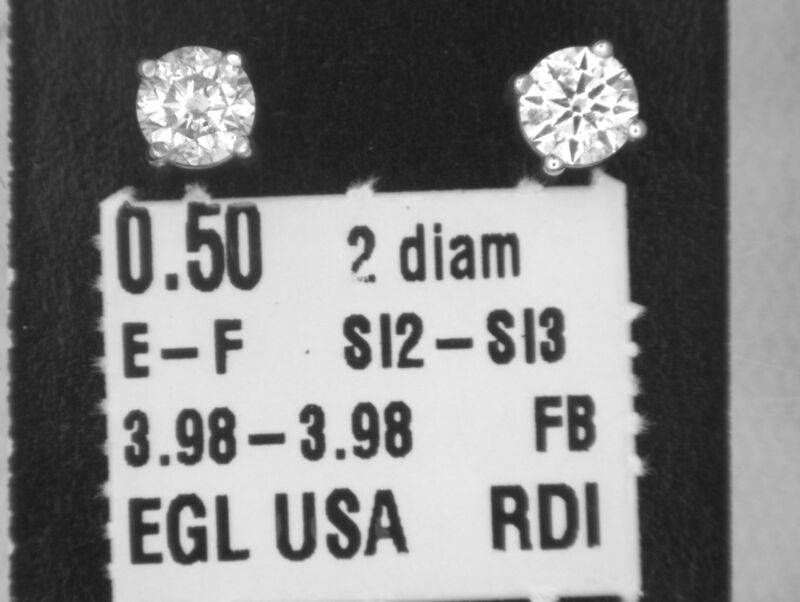 0.50 2 diam
E-F SI2-SI3
3.98-3.98 FB
EGL USA RDI